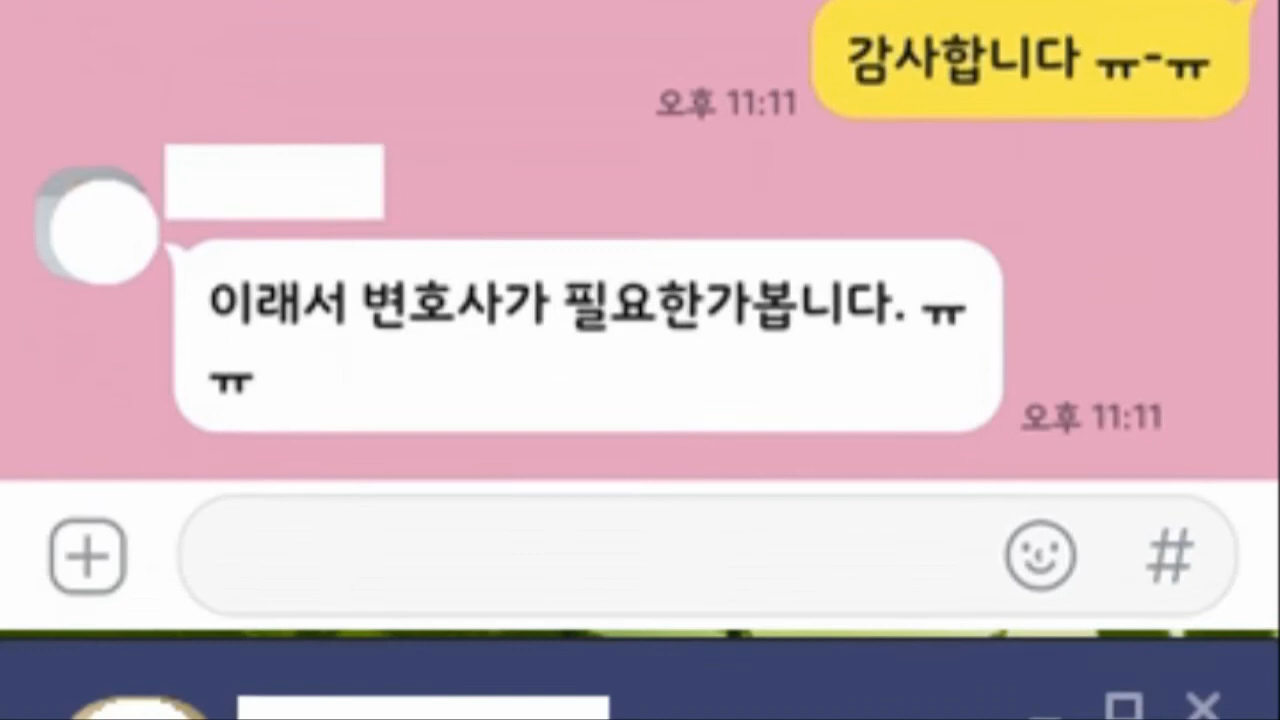 감사합니다 ㅠ-ㅠ
오후 11:11
이래서 변호사가 필요한가봅니다. ㅠ
ㅠ
오후 11:11
#